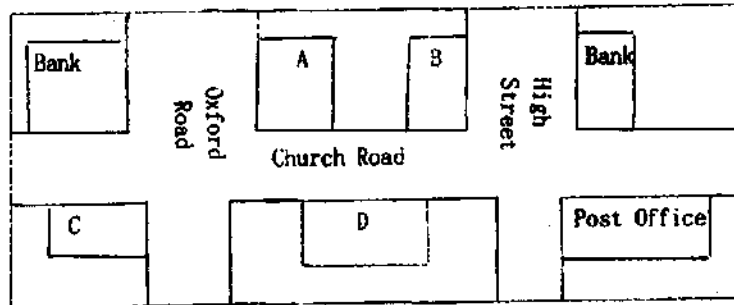 Bank
A
B
Bank
Oxford
Road
High
Street
Church Road
C
D
Post Office